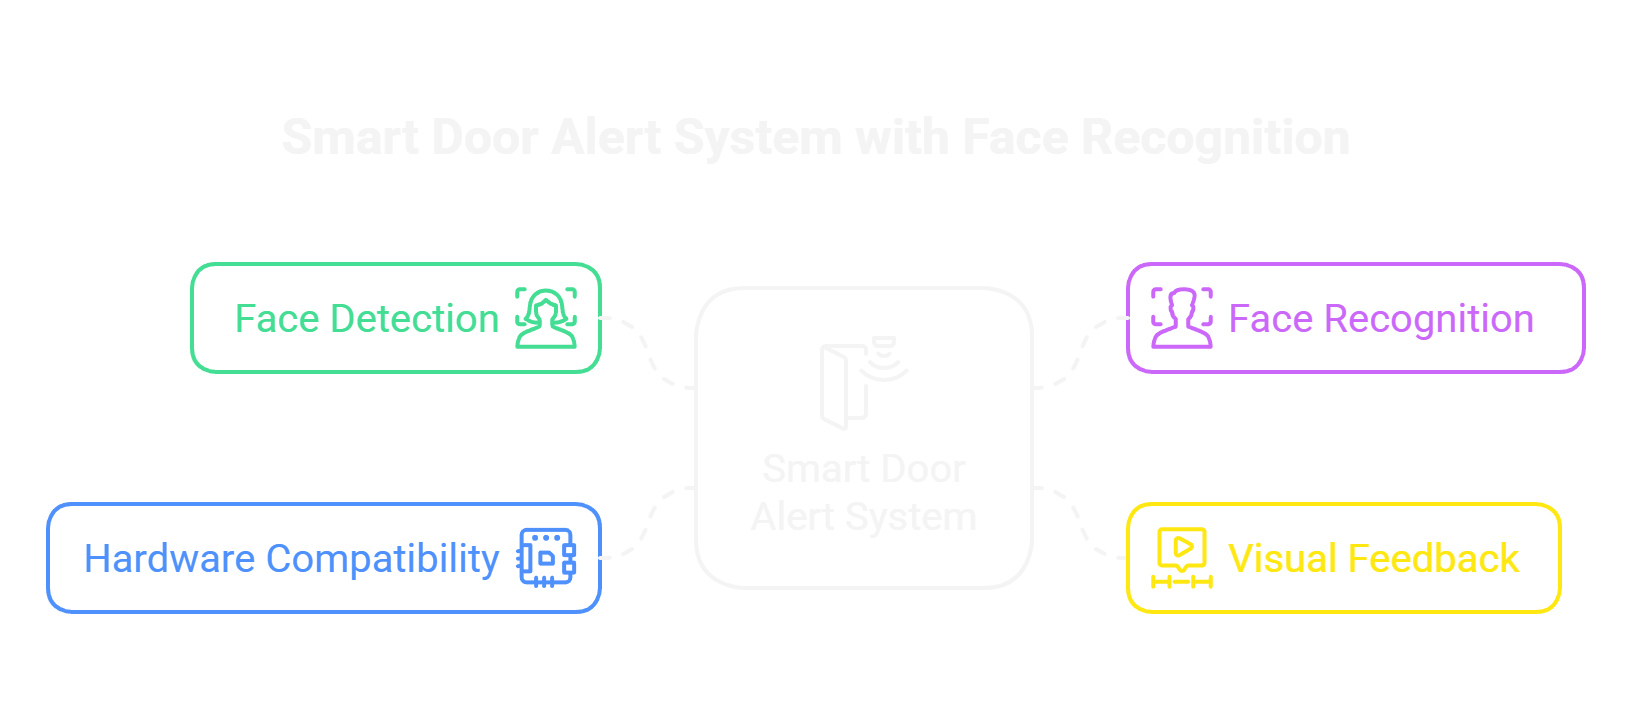 Smart Door Alert System with Face Recognition
Face Detection
Face Recognition
Smart Door
Alert System
Hardware Compatibility
Visual Feedback